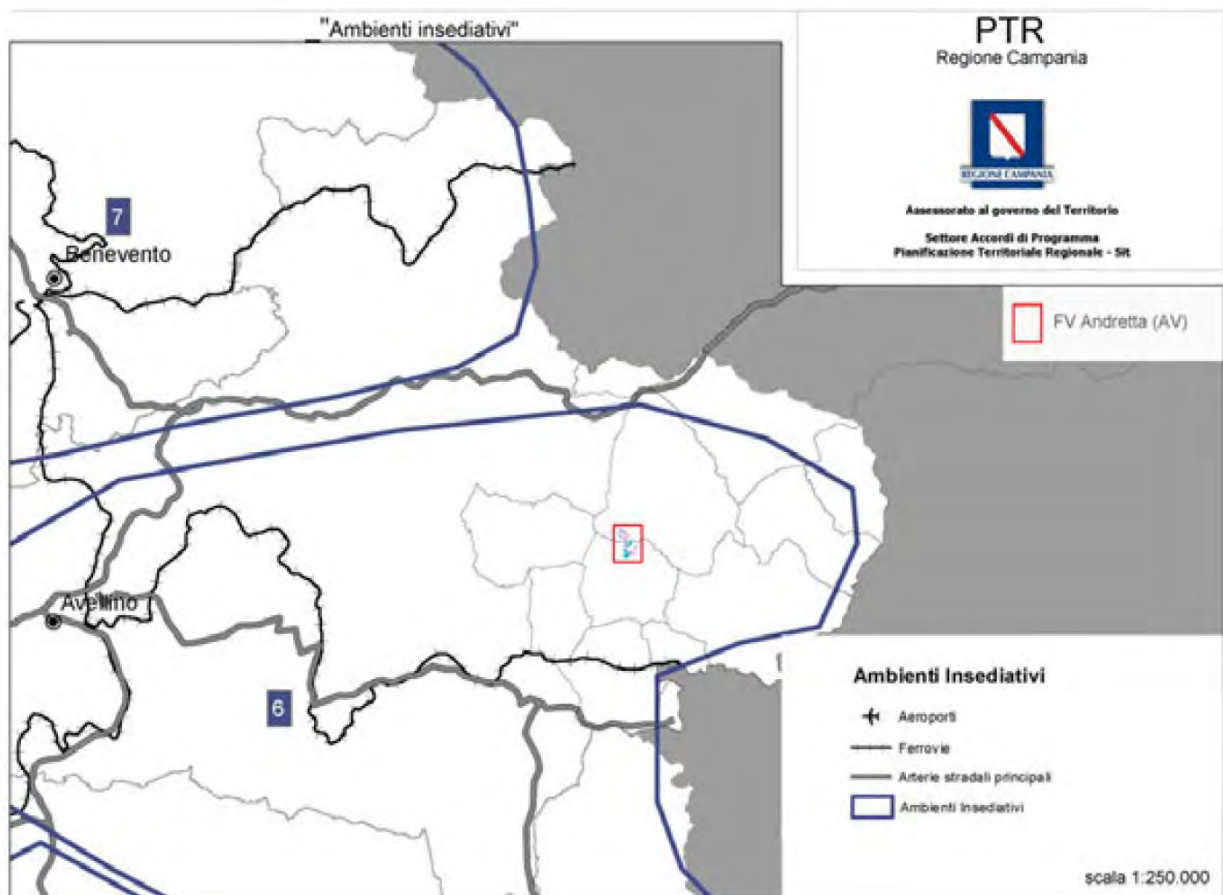 _"Ambienti insediativi"
PTR
Regione Campania
REGIONE CAMPANIA
Assessorato al governo del Territorio
Settore Accordi di Programma
Pianificazione Territoriale Regionale - Sit
FV Andretta (AV)
7
Benevento
Avellino
6
Ambienti Insediativi
Aeroporti
Ferrovie
Arterie stradali principali
Ambienti Insediativi
scala 1:250.000